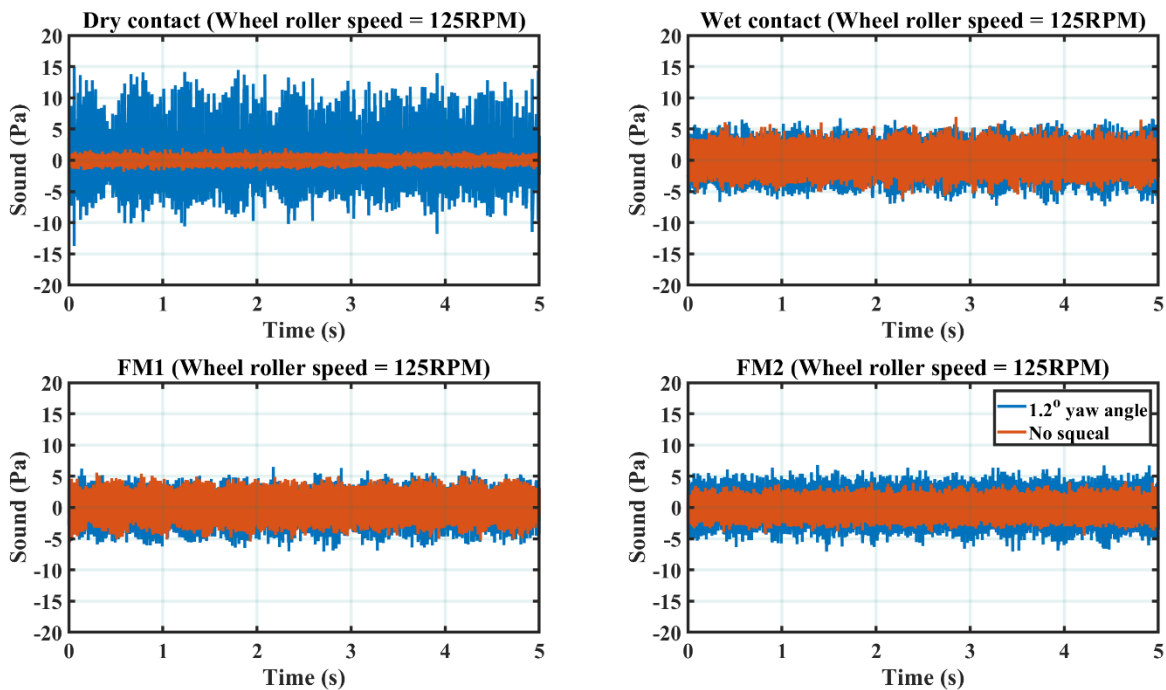 Dry contact (Wheel roller speed = 125RPM)
20
15
10
5
0
-5
-10
-15
-20
Sound (Pa)
0 1 2 3 4 5
Time (s)
Wet contact (Wheel roller speed = 125RPM)
20
15
10
5
0
-5
-10
-15
-20
Sound (Pa)
0 1 2 3 4 5
Time (s)
FM1 (Wheel roller speed = 125RPM)
20
15
10
5
0
-5
-10
-15
-20
Sound (Pa)
0 1 2 3 4 5
Time (s)
FM2 (Wheel roller speed = 125RPM)
1.2° yaw angle
No squeal
20
15
10
5
0
-5
-10
-15
-20
Sound (Pa)
0 1 2 3 4 5
Time (s)